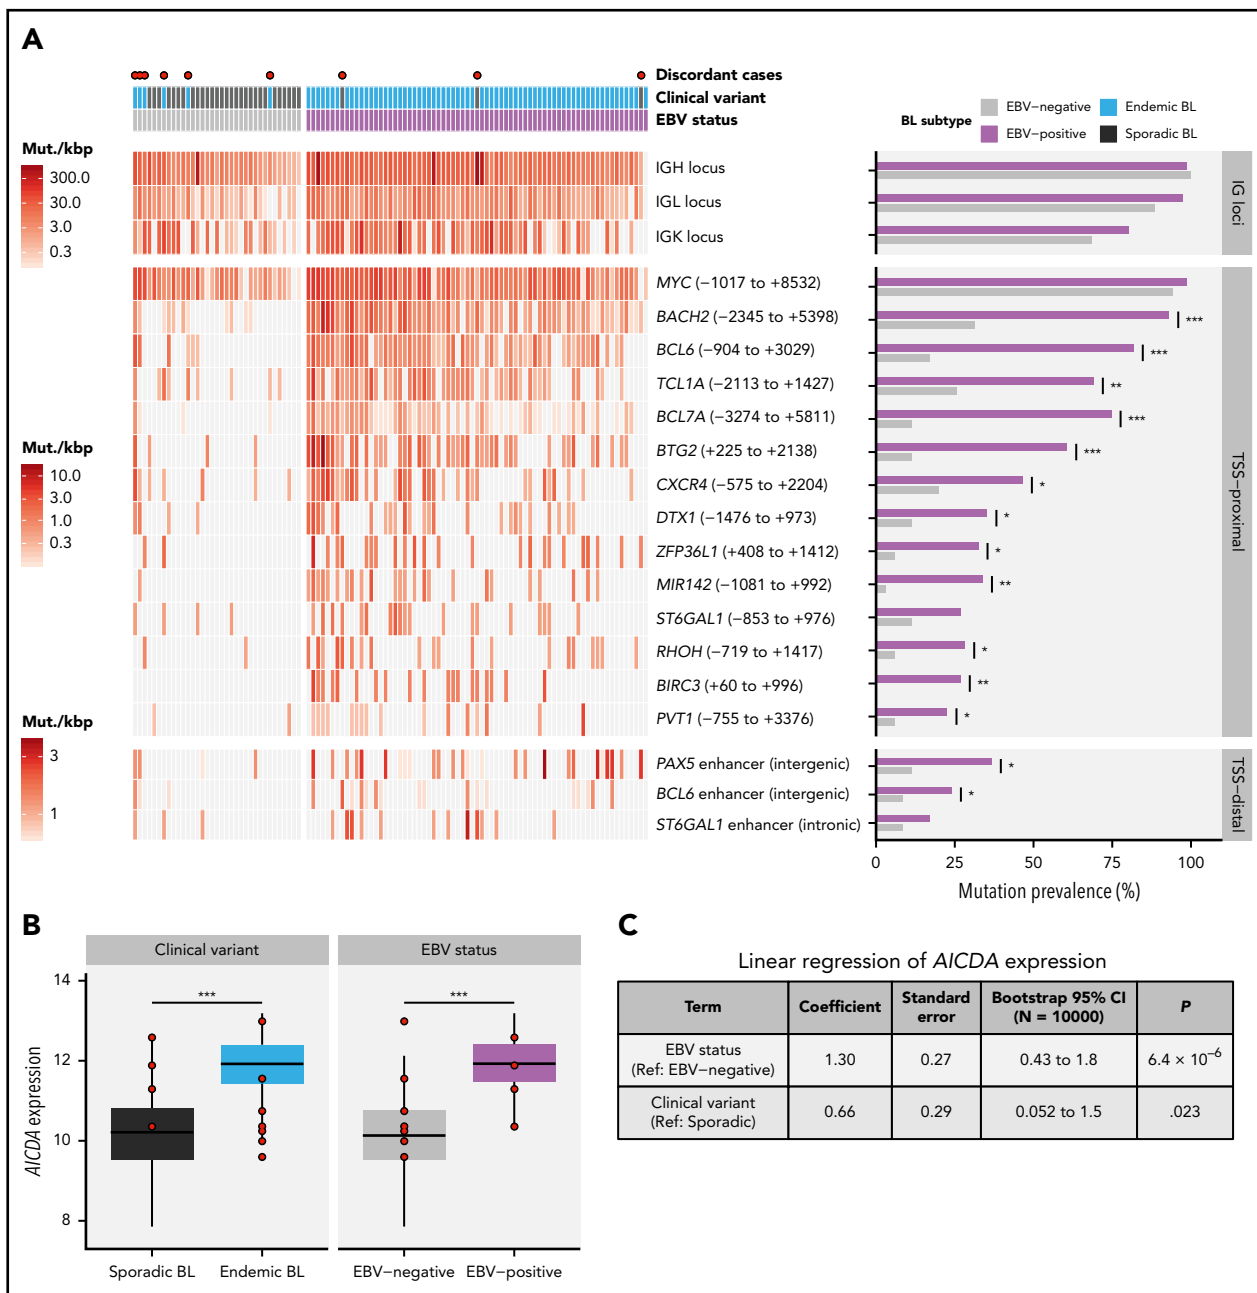 A
Discordant cases
Clinical variant
EBV status
BL subtype
EBV−negative
EBV−positive
Endemic BL
Sporadic BL
Mut./kbp
300.0
30.0
3.0
0.3
IGH locus
IGL locus
IGK locus
IG loci
Mut./kbp
10.0
3.0
1.0
0.3
MYC (−1017 to +8532)
BACH2 (−2345 to +5398)
***
BCL6 (−904 to +3029)
***
TCL1A (−2113 to +1427)
**
BCL7A (−3274 to +5811)
***
BTG2 (+225 to +2138)
***
CXCR4 (−575 to +2204)
*
DTX1 (−1476 to +973)
*
ZFP36L1 (+408 to +1412)
*
MIR142 (−1081 to +992)
**
ST6GAL1 (−853 to +976)
RHOH (−719 to +1417)
*
BIRC3 (+60 to +996)
**
PVT1 (−755 to +3376)
*
TSS−proximal
Mut./kbp
3
1
PAX5 enhancer (intergenic)
*
BCL6 enhancer (intergenic)
*
ST6GAL1 enhancer (intronic)
TSS−distal
0 25 50 75 100
Mutation prevalence (%)
B
Clinical variant
EBV status
AICDA expression
14
12
10
8
***
***
Sporadic BL
Endemic BL
EBV−negative
EBV−positive
C
Linear regression of AICDA expression
Term
Coefficient
Standard
error
Bootstrap 95% CI
(N = 10000)
P
EBV status
(Ref: EBV−negative)
1.30
0.27
0.43 to 1.8
6.4 × 10⁻⁶
Clinical variant
(Ref: Sporadic)
0.66
0.29
0.052 to 1.5
.023